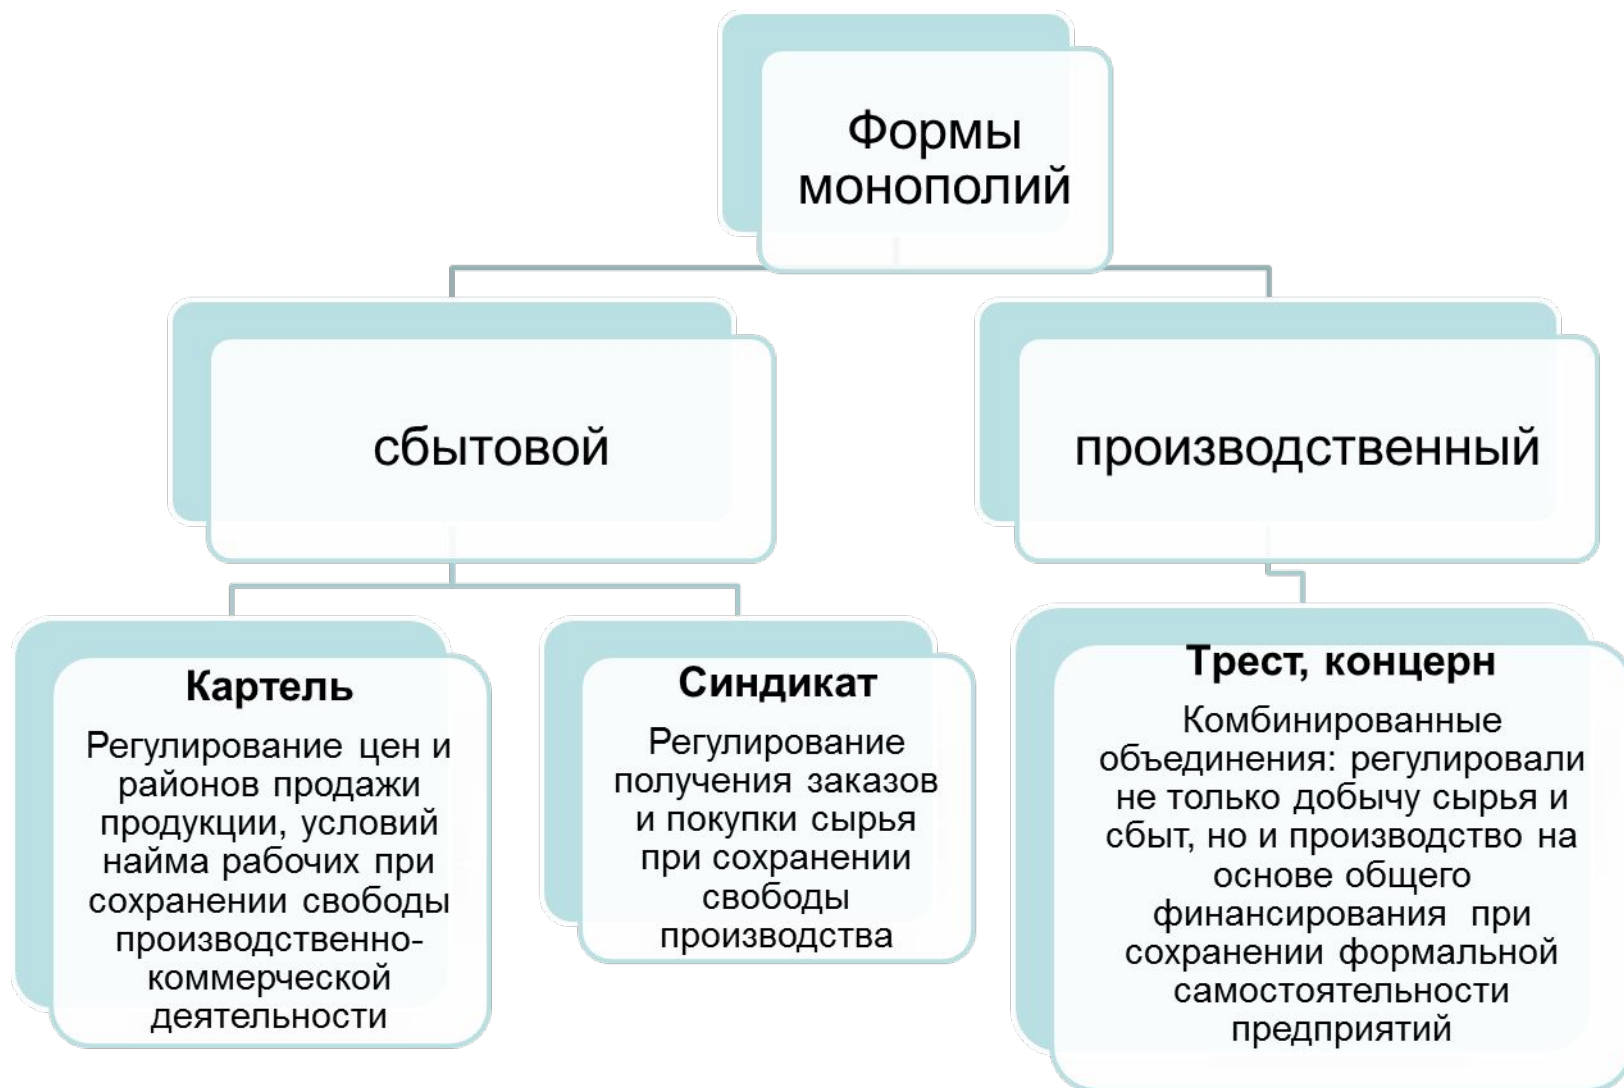 Формы
монополий
сбытовой
производственный
Картель
Регулирование цен и
районов продажи
продукции, условий
найма рабочих при
сохранении свободы
производственно-
коммерческой
деятельности
Синдикат
Регулирование
получения заказов
и покупки сырья
при сохранении
свободы
производства
Трест, концерн
Комбинированные
объединения: регулировали
не только добычу сырья и
сбыт, но и производство на
основе общего
финансирования при
сохранении формальной
самостоятельности
предприятий